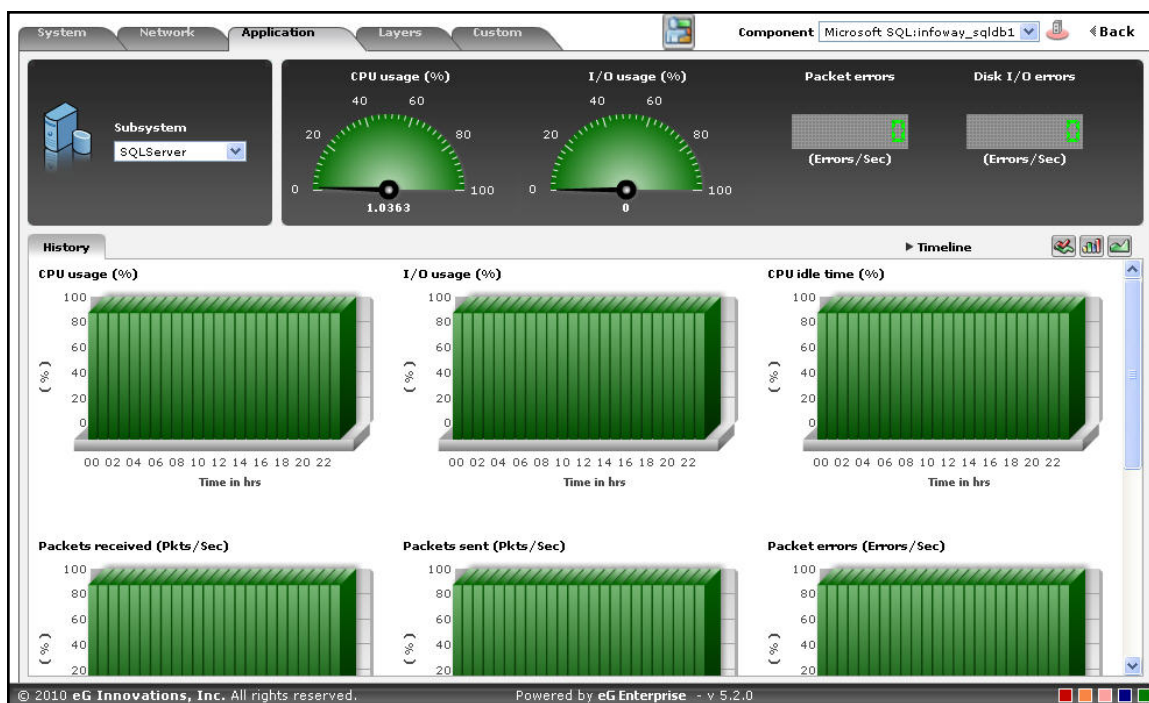 System Network Application Layers Custom Component Microsoft SQL:infoway_sqldb1 Back
Subsystem
SQLServer
CPU usage (%)
0 20 40 60 80 100
1.0363
I/O usage (%)
0 20 40 60 80 100
0
Packet errors
0
(Errors/Sec)
Disk I/O errors
0
(Errors/Sec)
History Timeline
CPU usage (%)
100
80
60
40
20
0
(%)
00 02 04 06 08 10 12 14 16 18 20 22
Time in hrs
I/O usage (%)
100
80
60
40
20
0
(%)
00 02 04 06 08 10 12 14 16 18 20 22
Time in hrs
CPU idle time (%)
100
80
60
40
20
0
(%)
00 02 04 06 08 10 12 14 16 18 20 22
Time in hrs
Packets received (Pkts/Sec)
100
80
60
40
20
(%)
Packets sent (Pkts/Sec)
100
80
60
40
20
(%)
Packet errors (Errors/Sec)
100
80
60
40
20
(%)
© 2010 eG Innovations, Inc. All rights reserved. Powered by eG Enterprise - v 5.2.0